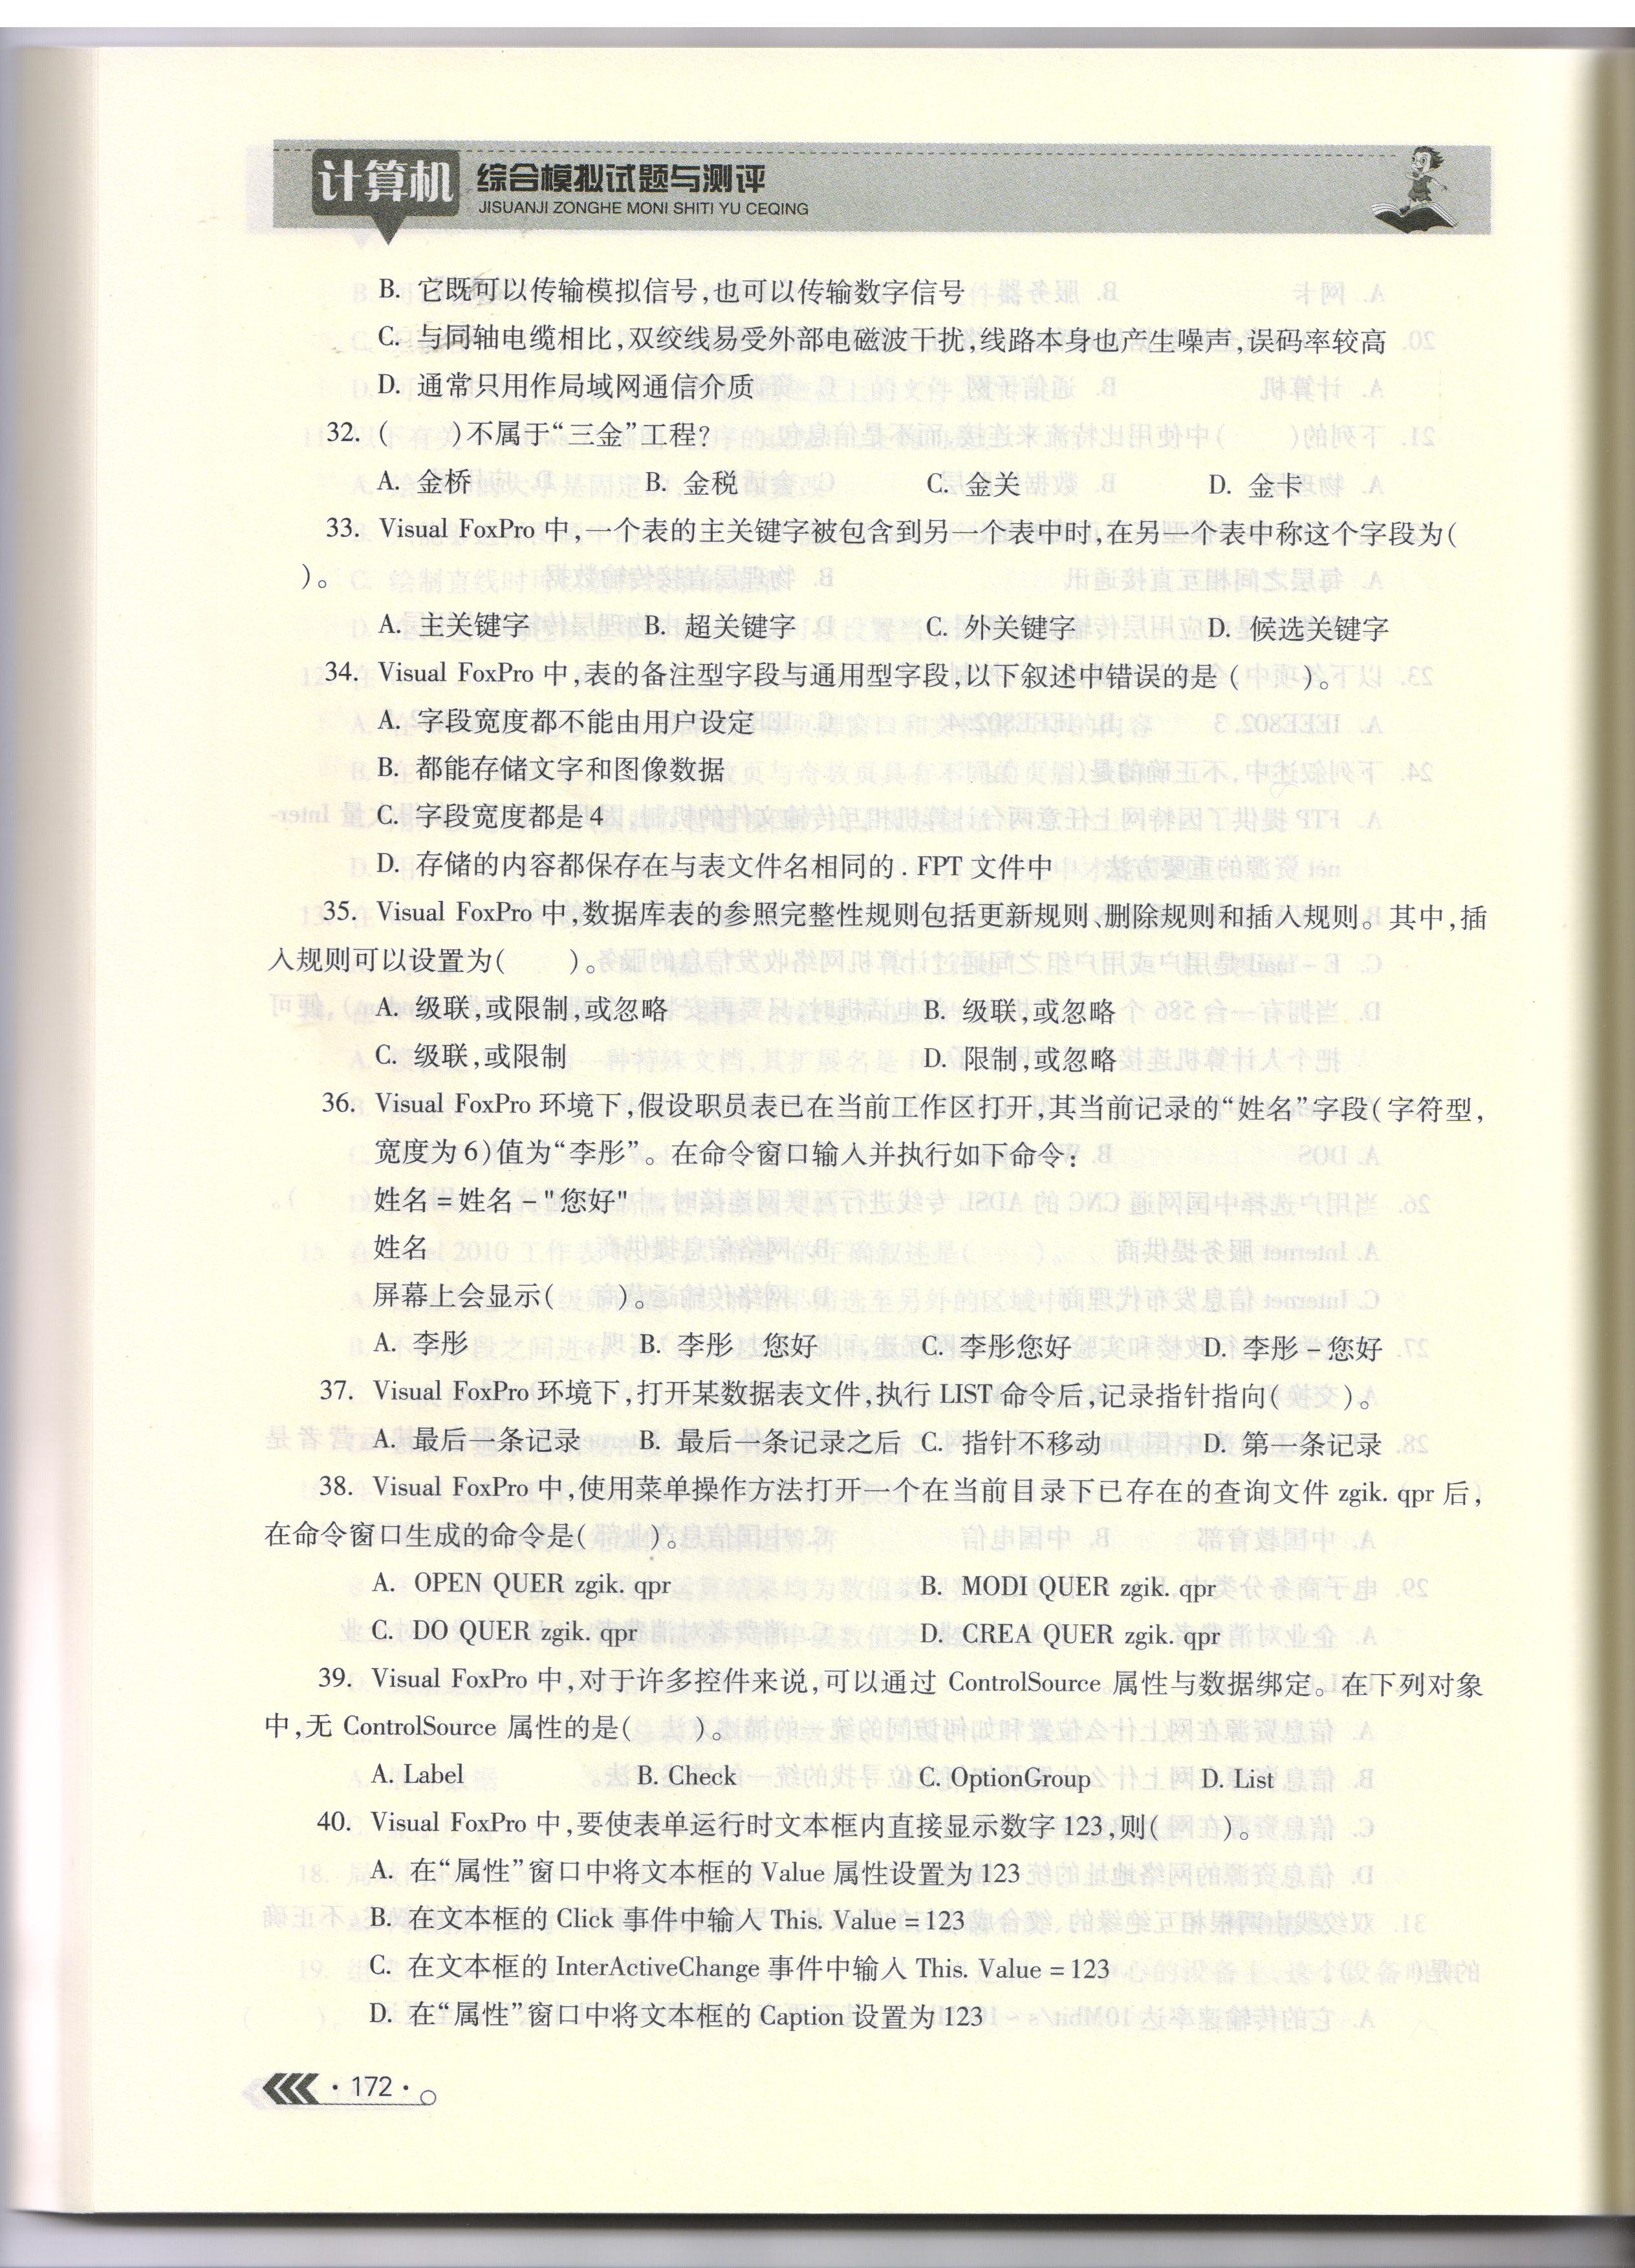 计算机 综合模拟试题与测评
JISUANJI ZONGHE MONI SHITI YU CEQING
B. 它既可以传输模拟信号,也可以传输数字信号
C. 与同轴电缆相比,双绞线易受外部电磁波干扰,线路本身也产生噪声,误码率较高
D. 通常只用作局域网通信介质
32. (　　)不属于“三金”工程?
A. 金桥　B. 金税　C. 金关　D. 金卡
33. Visual FoxPro 中,一个表的主关键字被包含到另一个表中时,在另一个表中称这个字段为(
)。
A. 主关键字　B. 超关键字　C. 外关键字　D. 候选关键字
34. Visual FoxPro 中,表的备注型字段与通用型字段,以下叙述中错误的是 (　　)。
A. 字段宽度都不能由用户设定
B. 都能存储文字和图像数据
C. 字段宽度都是 4
D. 存储的内容都保存在与表文件名相同的. FPT 文件中
35. Visual FoxPro 中,数据库表的参照完整性规则包括更新规则、删除规则和插入规则。其中,插
入规则可以设置为(　　)。
A. 级联,或限制,或忽略　B. 级联,或忽略
C. 级联,或限制　D. 限制,或忽略
36. Visual FoxPro 环境下,假设职员表已在当前工作区打开,其当前记录的“姓名”字段(字符型,
宽度为 6)值为“李彤”。在命令窗口输入并执行如下命令:
姓名 = 姓名 - "您好"
姓名
屏幕上会显示(　　)。
A. 李彤　B. 李彤　您好　C. 李彤您好　D. 李彤 - 您好
37. Visual FoxPro 环境下,打开某数据表文件,执行 LIST 命令后,记录指针指向(　　)。
A. 最后一条记录　B. 最后一条记录之后　C. 指针不移动　D. 第一条记录
38. Visual FoxPro 中,使用菜单操作方法打开一个在当前目录下已存在的查询文件 zgik. qpr 后,
在命令窗口生成的命令是(　　)。
A. OPEN QUER zgik. qpr　B. MODI QUER zgik. qpr
C. DO QUER zgik. qpr　D. CREA QUER zgik. qpr
39. Visual FoxPro 中,对于许多控件来说,可以通过 ControlSource 属性与数据绑定。在下列对象
中,无 ControlSource 属性的是(　　)。
A. Label　B. Check　C. OptionGroup　D. List
40. Visual FoxPro 中,要使表单运行时文本框内直接显示数字 123,则(　　)。
A. 在“属性”窗口中将文本框的 Value 属性设置为 123
B. 在文本框的 Click 事件中输入 This. Value = 123
C. 在文本框的 InterActiveChange 事件中输入 This. Value = 123
D. 在“属性”窗口中将文本框的 Caption 设置为 123
· 172 ·